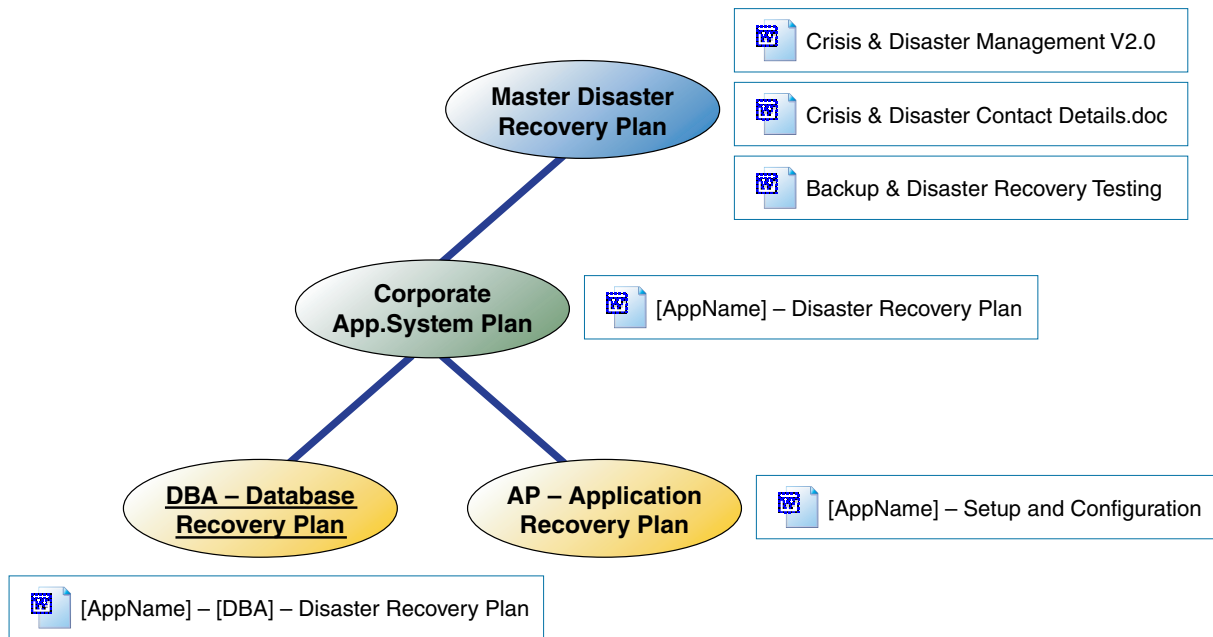 Crisis & Disaster Management V2.0
Master Disaster
Recovery Plan
Crisis & Disaster Contact Details.doc
Backup & Disaster Recovery Testing
Corporate
App.System Plan
[AppName] – Disaster Recovery Plan
DBA – Database
Recovery Plan
AP – Application
Recovery Plan
[AppName] – Setup and Configuration
[AppName] – [DBA] – Disaster Recovery Plan